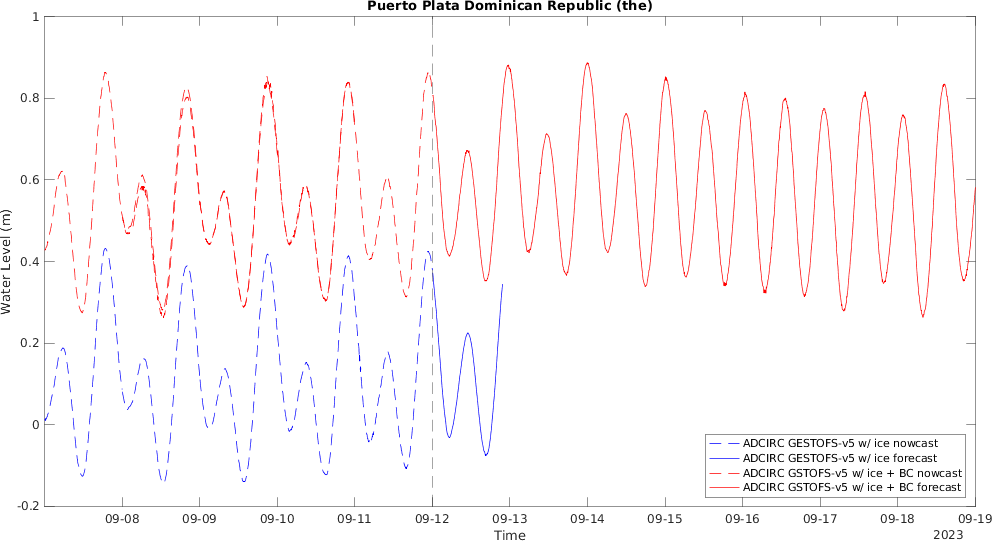 Puerto Plata Dominican Republic (the)
Water Level (m)
1
0.8
0.6
0.4
0.2
0
-0.2
ADCIRC GESTOFS-v5 w/ ice nowcast
ADCIRC GESTOFS-v5 w/ ice forecast
ADCIRC GSTOFS-v5 w/ ice + BC nowcast
ADCIRC GSTOFS-v5 w/ ice + BC forecast
09-08 09-09 09-10 09-11 09-12 09-13 09-14 09-15 09-16 09-17 09-18 09-19
Time
2023